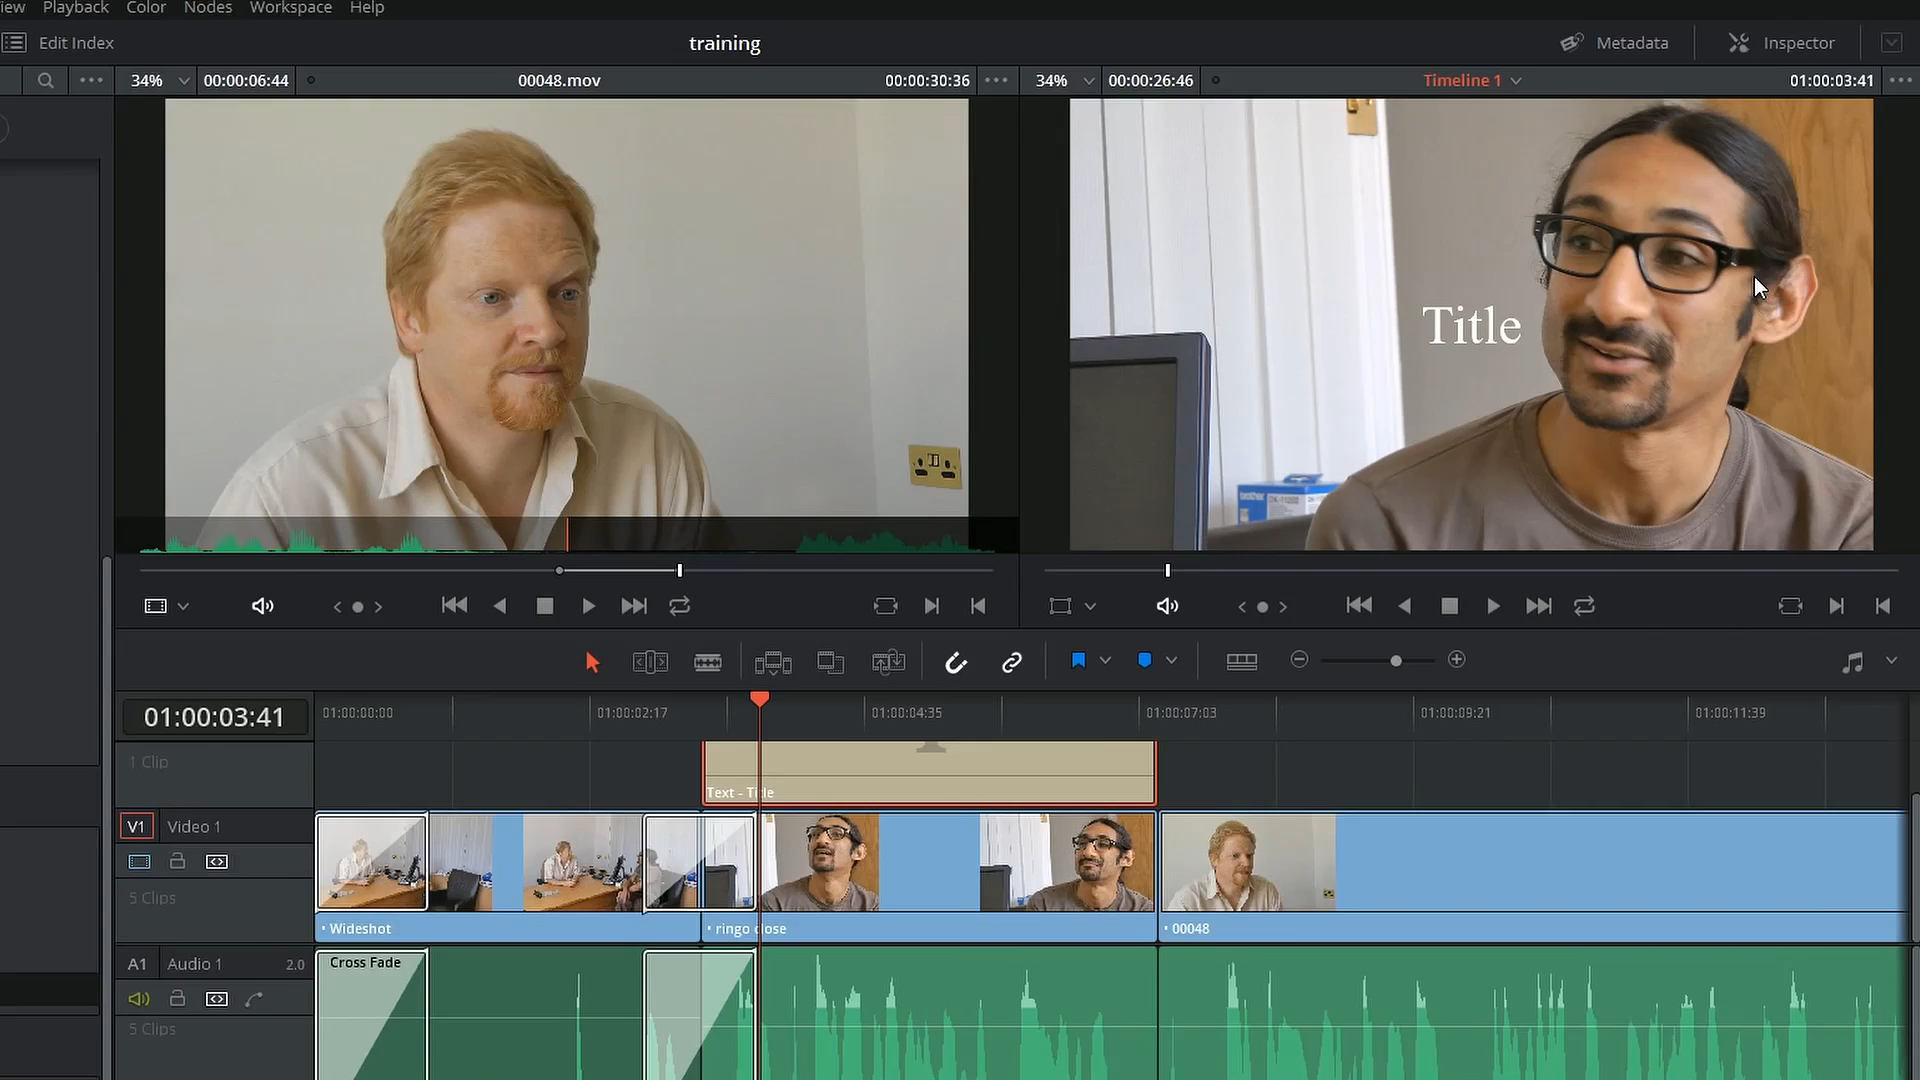 iew Playback Color Nodes Workspace Help
Edit Index training Metadata Inspector
34% 00:00:06:44 00048.mov 00:00:30:36 34% 00:00:26:46 Timeline 1 01:00:03:41
Title
brother
01:00:03:41 01:00:00:00 01:00:02:17 01:00:04:35 01:00:07:03 01:00:09:21 01:00:11:39
1 Clip
Text - Title
V1 Video 1
5 Clips
• Wideshot • ringo close • 00048
A1 Audio 1 2.0 Cross Fade
5 Clips